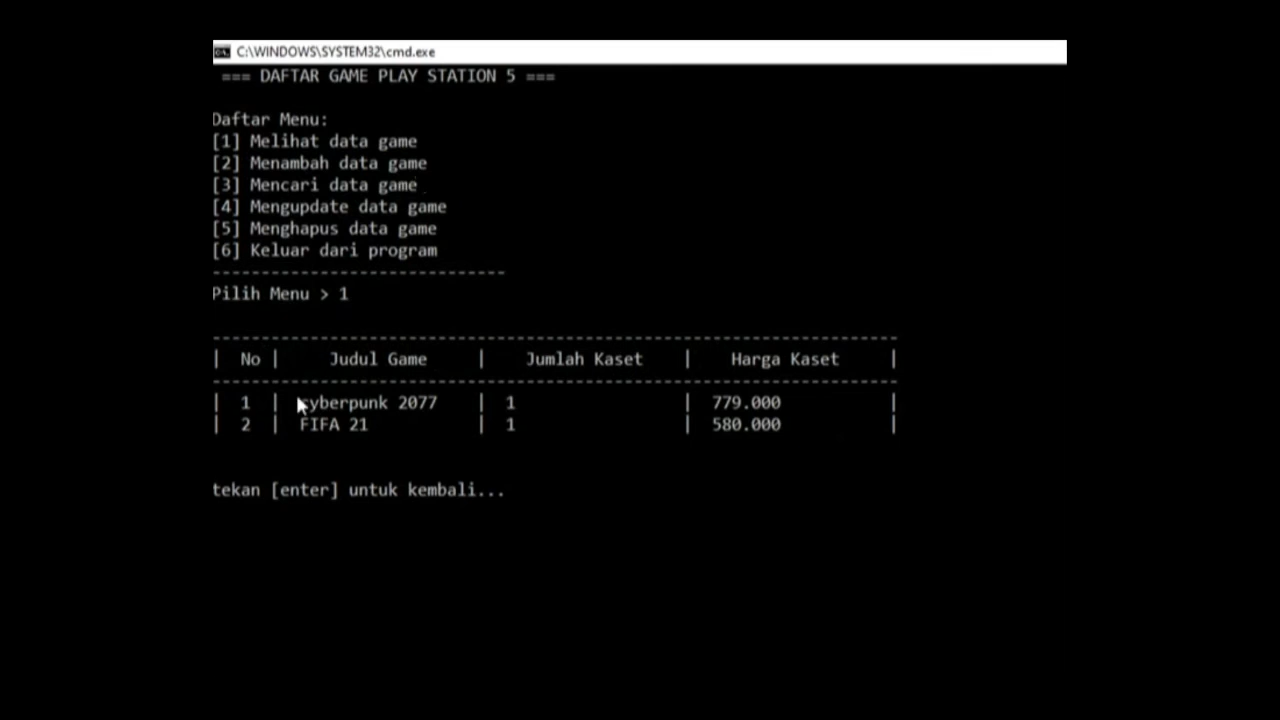 C:\WINDOWS\SYSTEM32\cmd.exe
=== DAFTAR GAME PLAY STATION 5 ===
Daftar Menu:
[1] Melihat data game
[2] Menambah data game
[3] Mencari data game
[4] Mengupdate data game
[5] Menghapus data game
[6] Keluar dari program
------------------------------
Pilih Menu > 1
----------------------------------------------------------------------
| No | Judul Game | Jumlah Kaset | Harga Kaset |
----------------------------------------------------------------------
| 1 | Cyberpunk 2077 | 1 | 779.000 |
| 2 | FIFA 21 | 1 | 580.000 |
tekan [enter] untuk kembali...